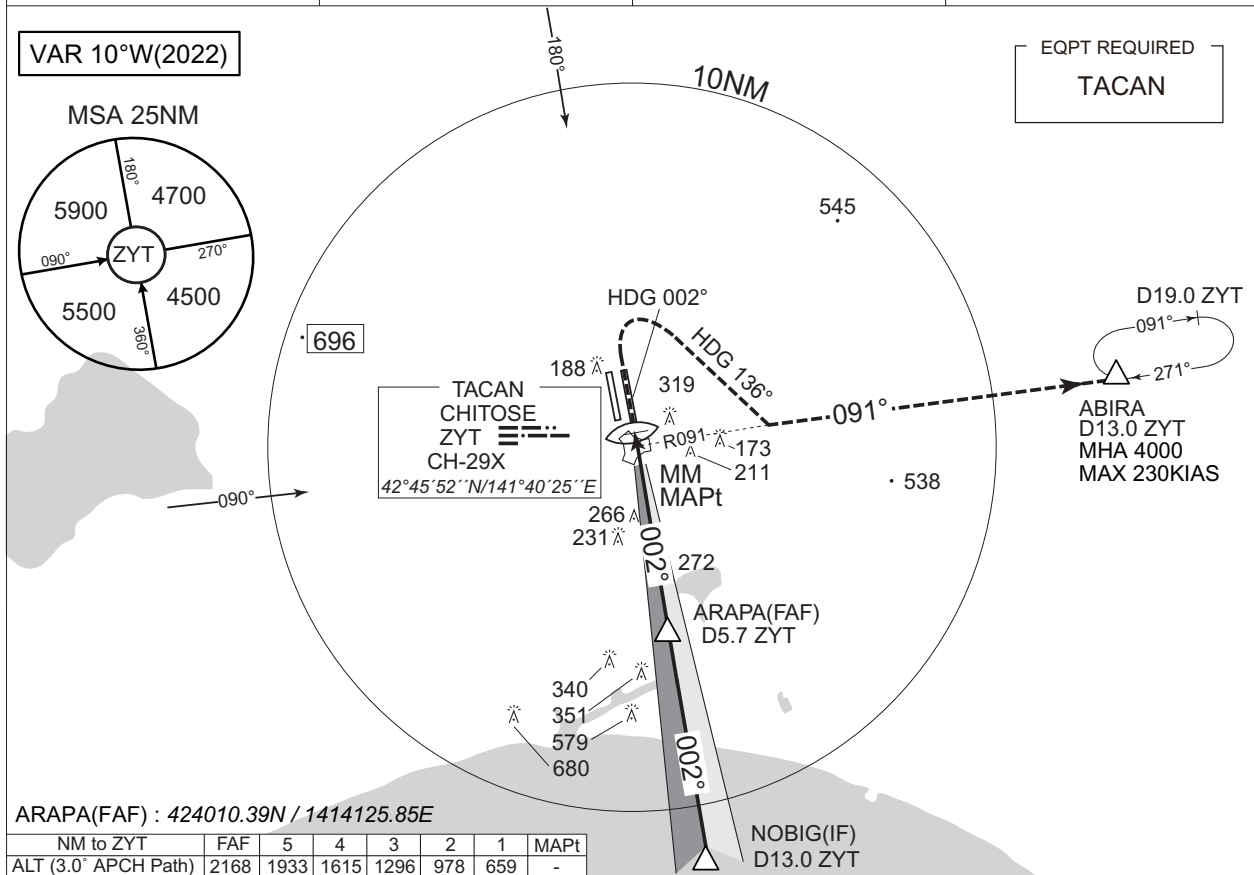 VAR 10°W(2022)
EQPT REQUIRED
TACAN
180°
10NM
MSA 25NM
180°
5900
4700
090°
ZYT
270°
5500
4500
360°
545
HDG 002°
D19.0 ZYT
091°
271°
696
HDG 136°
188
319
TACAN
CHITOSE
ZYT
CH-29X
42°45´52´´N/141°40´25´´E
091°
ABIRA
D13.0 ZYT
MHA 4000
MAX 230KIAS
R091
173
211
MM
MAPt
538
090°
266
231
002°
272
ARAPA(FAF)
D5.7 ZYT
340
351
579
680
002°
ARAPA(FAF) : 424010.39N / 1414125.85E
NOBIG(IF)
D13.0 ZYT
NM to ZYT FAF 5 4 3 2 1 MAPt
ALT (3.0° APCH Path) 2168 1933 1615 1296 978 659 -